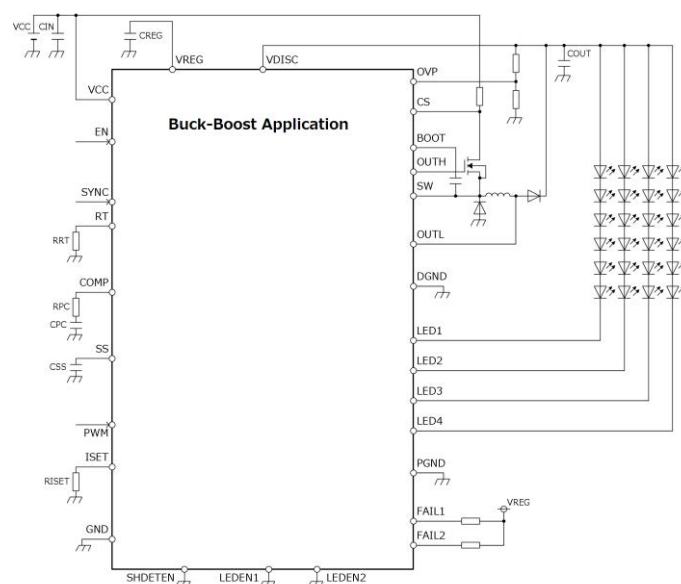 VCC CIN
CREG
VREG VDISC COUT
VCC
EN
SYNC
RT
RRT
COMP
RPC
CPC
SS
CSS
PWM
ISET
RISET
GND
Buck-Boost Application
OVP
CS
BOOT
OUTH
SW
OUTL
DGND
LED1
LED2
LED3
LED4
PGND
VREG
FAIL1
FAIL2
SHDETEN LEDEN1 LEDEN2